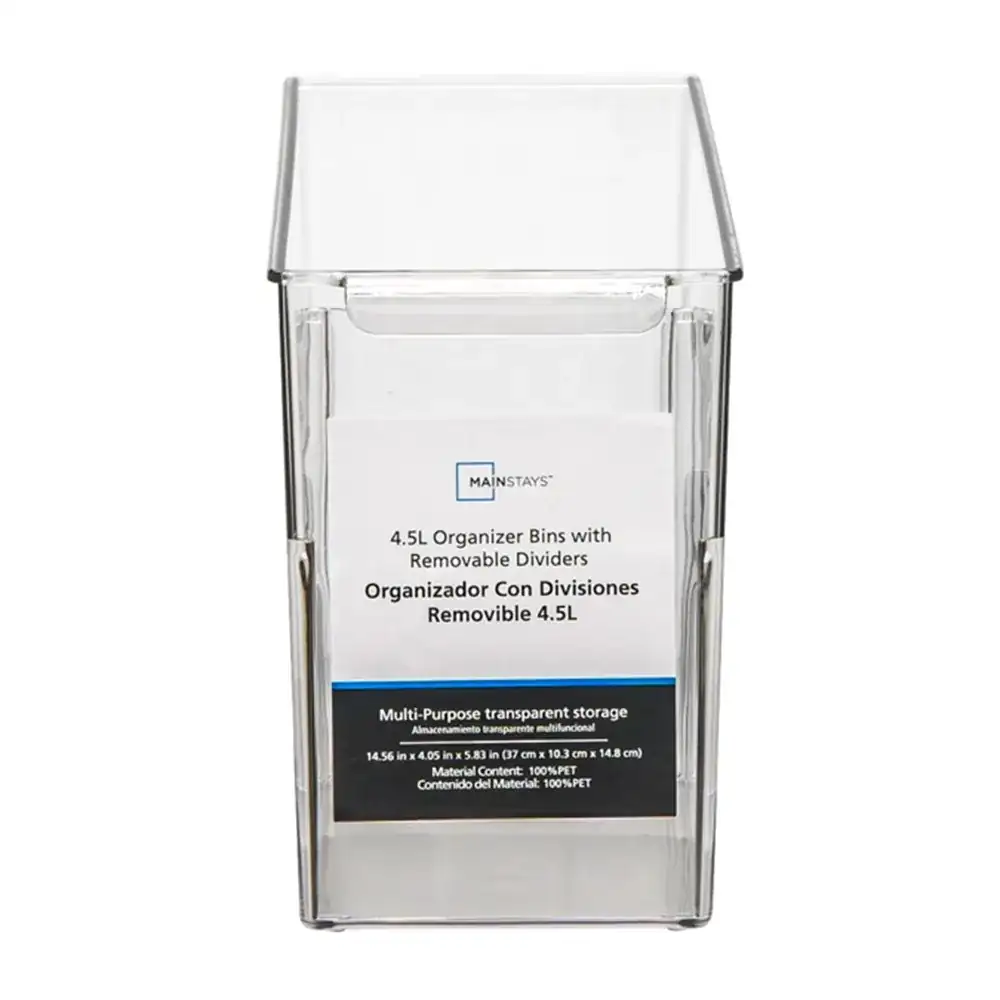 MAINSTAYS™
4.5L Organizer Bins with
Removable Dividers
Organizador Con Divisiones
Removible 4.5L
Multi-Purpose transparent storage
Almacenamiento transparente multifuncional
14.56 in x 4.05 in x 5.83 in (37 cm x 10.3 cm x 14.8 cm)
Material Content: 100%PET
Contenido del Material: 100%PET